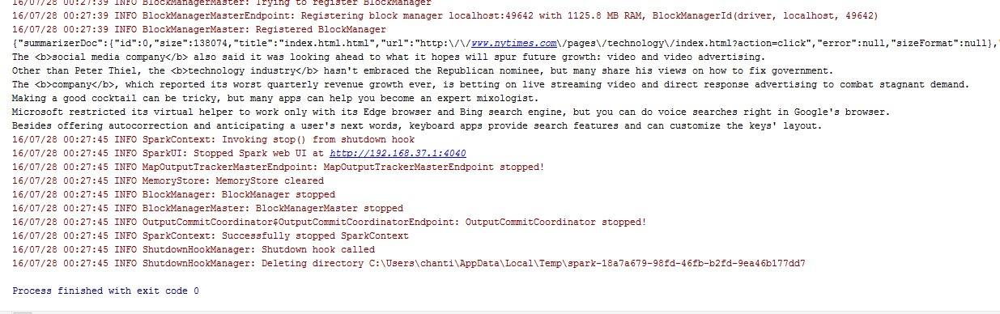 16/07/28 00:27:39 INFO BlockManagerMaster: Trying to register BlockManager
16/07/28 00:27:39 INFO BlockManagerMasterEndpoint: Registering block manager localhost:49642 with 1125.8 MB RAM, BlockManagerId(driver, localhost, 49642)
16/07/28 00:27:39 INFO BlockManagerMaster: Registered BlockManager
{"summarizerDoc":{"id":0,"size":138074,"title":"index.html.html","url":"http:\/\/www.nytimes.com\/pages\/technology\/index.html?action=click","error":null,"sizeFormat":null},"
The <b>social media company</b> also said it was looking ahead to what it hopes will spur future growth: video and video advertising.
Other than Peter Thiel, the <b>technology industry</b> hasn't embraced the Republican nominee, but many share his views on how to fix government.
The <b>company</b>, which reported its worst quarterly revenue growth ever, is betting on live streaming video and direct response advertising to combat stagnant demand.
Making a good cocktail can be tricky, but many apps can help you become an expert mixologist.
Microsoft restricted its virtual helper to work only with its Edge browser and Bing search engine, but you can do voice searches right in Google's browser.
Besides offering autocorrection and anticipating a user's next words, keyboard apps provide search features and can customize the keys' layout.
16/07/28 00:27:45 INFO SparkContext: Invoking stop() from shutdown hook
16/07/28 00:27:45 INFO SparkUI: Stopped Spark web UI at http://192.168.37.1:4040
16/07/28 00:27:45 INFO MapOutputTrackerMasterEndpoint: MapOutputTrackerMasterEndpoint stopped!
16/07/28 00:27:45 INFO MemoryStore: MemoryStore cleared
16/07/28 00:27:45 INFO BlockManager: BlockManager stopped
16/07/28 00:27:45 INFO BlockManagerMaster: BlockManagerMaster stopped
16/07/28 00:27:45 INFO OutputCommitCoordinator$OutputCommitCoordinatorEndpoint: OutputCommitCoordinator stopped!
16/07/28 00:27:45 INFO SparkContext: Successfully stopped SparkContext
16/07/28 00:27:45 INFO ShutdownHookManager: Shutdown hook called
16/07/28 00:27:45 INFO ShutdownHookManager: Deleting directory C:\Users\chanti\AppData\Local\Temp\spark-18a7a679-98fd-46fb-b2fd-9ea46b177dd7
Process finished with exit code 0